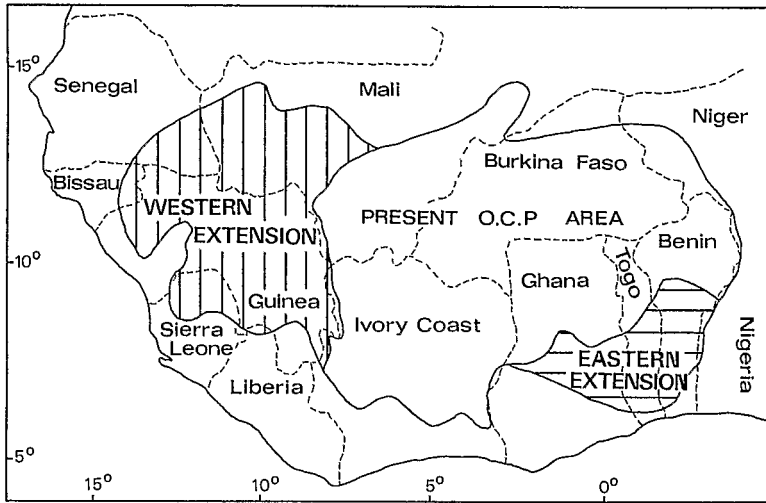 15°
Senegal
Mali
Niger
Bissau
Burkina Faso
WESTERN
EXTENSION
PRESENT O.C.P AREA
Benin
10°
Ghana
Togo
Guinea
Ivory Coast
Sierra
Leone
EASTERN
EXTENSION
Nigeria
Liberia
5°
15°
10°
5°
0°